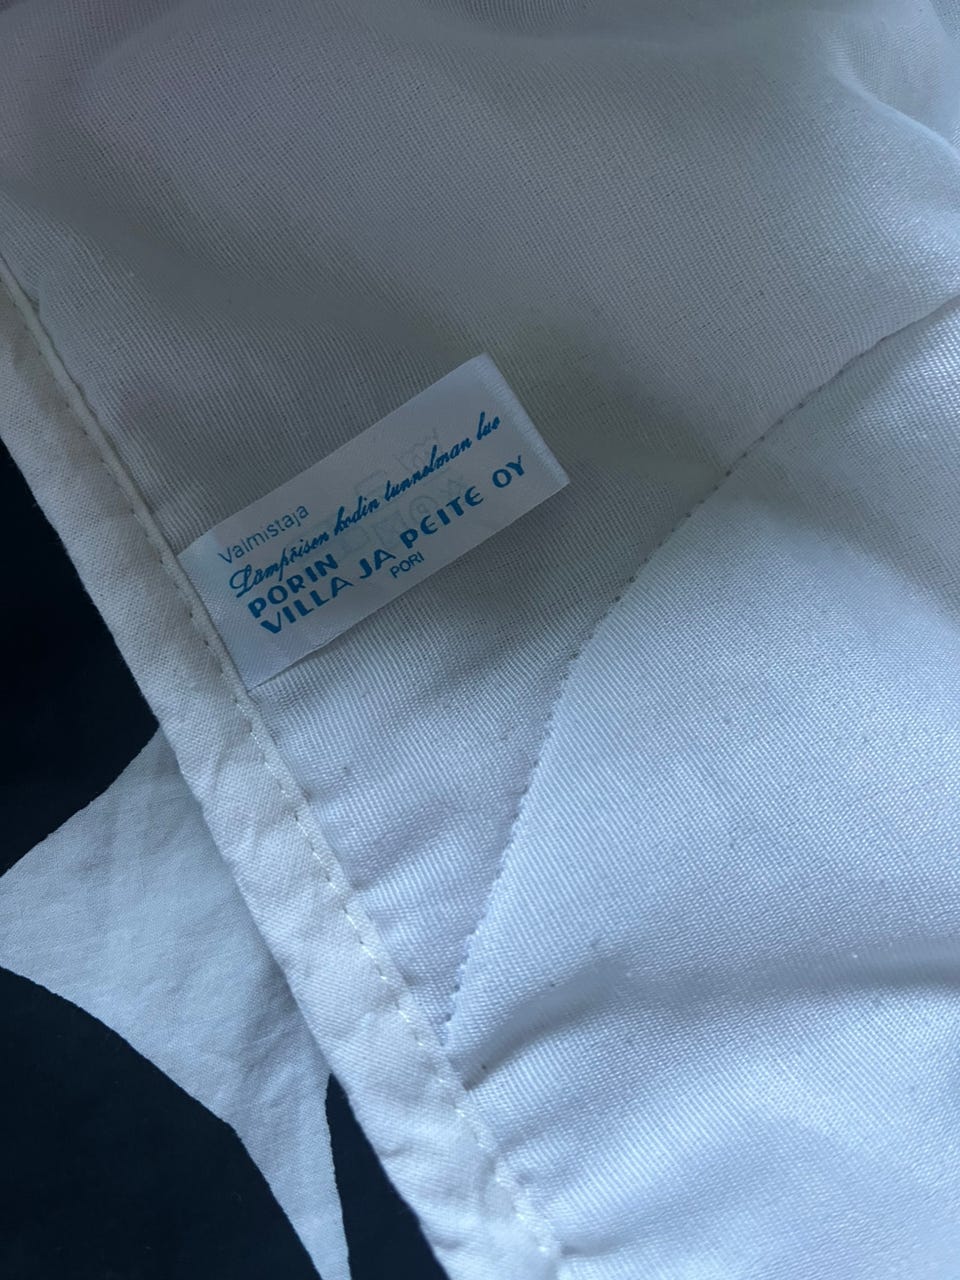 Valmistaja
Lämpöisen kodin tunnelman luo
PORIN
VILLA JA PEITE OY
PORI